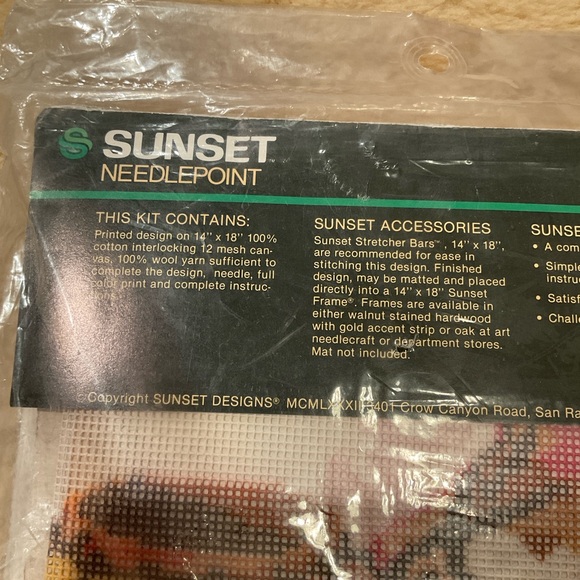 SUNSET
NEEDLEPOINT
THIS KIT CONTAINS:
Printed design on 14" x 18" 100%
cotton interlocking 12 mesh can-
vas, 100% wool yarn sufficient to
complete the design, needle, full
color print and complete instruc-
SUNSET ACCESSORIES
Sunset Stretcher Bars™, 14" x 18",
are recommended for ease in
stitching this design. Finished
design, may be matted and placed
directly into a 14" x 18" Sunset
Frame®. Frames are available in
either walnut stained hardwood
with gold accent strip or oak at art
needlecraft or department stores.
Mat not included.
SUNSE
• A com
• Simple
instru
• Satisf
• Challe
Copyright SUNSET DESIGNS® Crow Canyon Road, San Ra